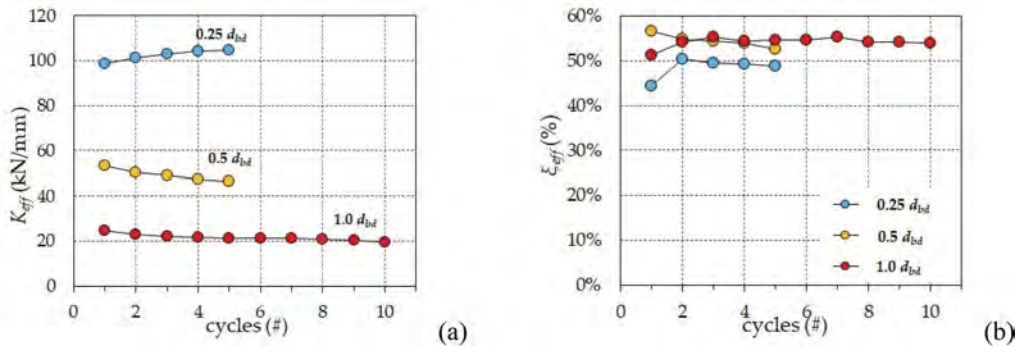 120
100
80
60
40
20
0
K_eff (kN/mm)
0.25 d_bd
0.5 d_bd
1.0 d_bd
0 2 4 6 8 10
cycles (#)
(a)
60%
50%
40%
30%
20%
10%
0%
ξ_eff (%)
0.25 d_bd
0.5 d_bd
1.0 d_bd
0 2 4 6 8 10
cycles (#)
(b)